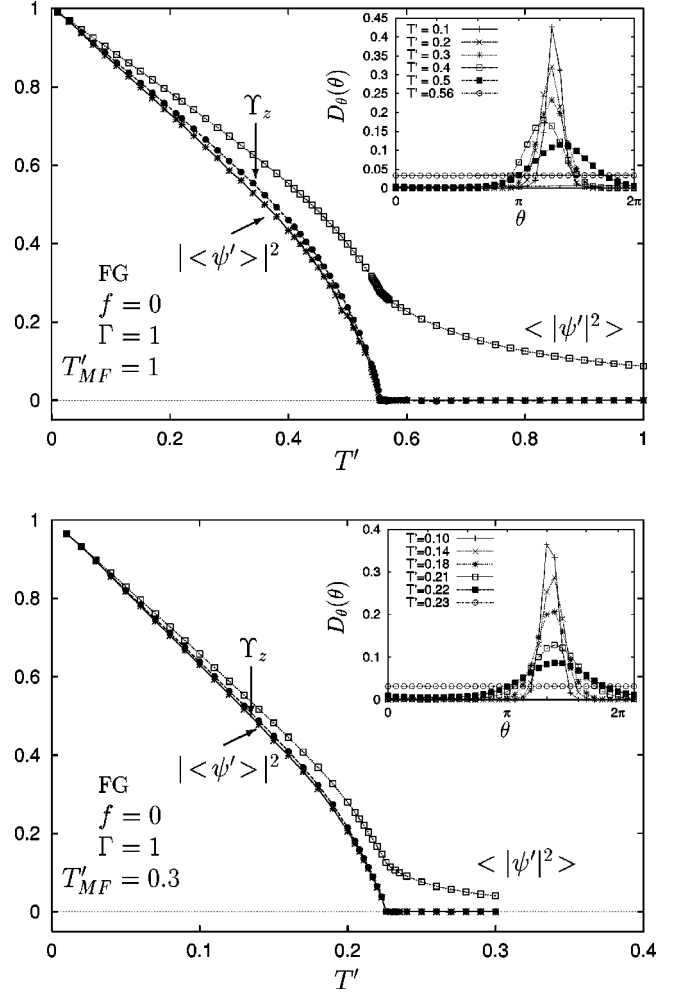 1
0.8
0.6
0.4
0.2
0
0 0.2 0.4 0.6 0.8 1
T′
Υz
|<ψ′>|²
<|ψ′|²>
FG
f = 0
Γ = 1
T′MF = 1
0.45
0.4
0.35
0.3
0.25
0.2
0.15
0.1
0.05
0
Dθ(θ)
T'= 0.1
T'= 0.2
T'= 0.3
T'= 0.4
T'= 0.5
T'=0.56
0 π 2π
θ
1
0.8
0.6
0.4
0.2
0
0 0.1 0.2 0.3 0.4
T′
Υz
|<ψ′>|²
<|ψ′|²>
FG
f = 0
Γ = 1
T′MF = 0.3
0.4
0.3
0.2
0.1
0
Dθ(θ)
T'=0.10
T'=0.14
T'=0.18
T'=0.21
T'=0.22
T'=0.23
0 π 2π
θ